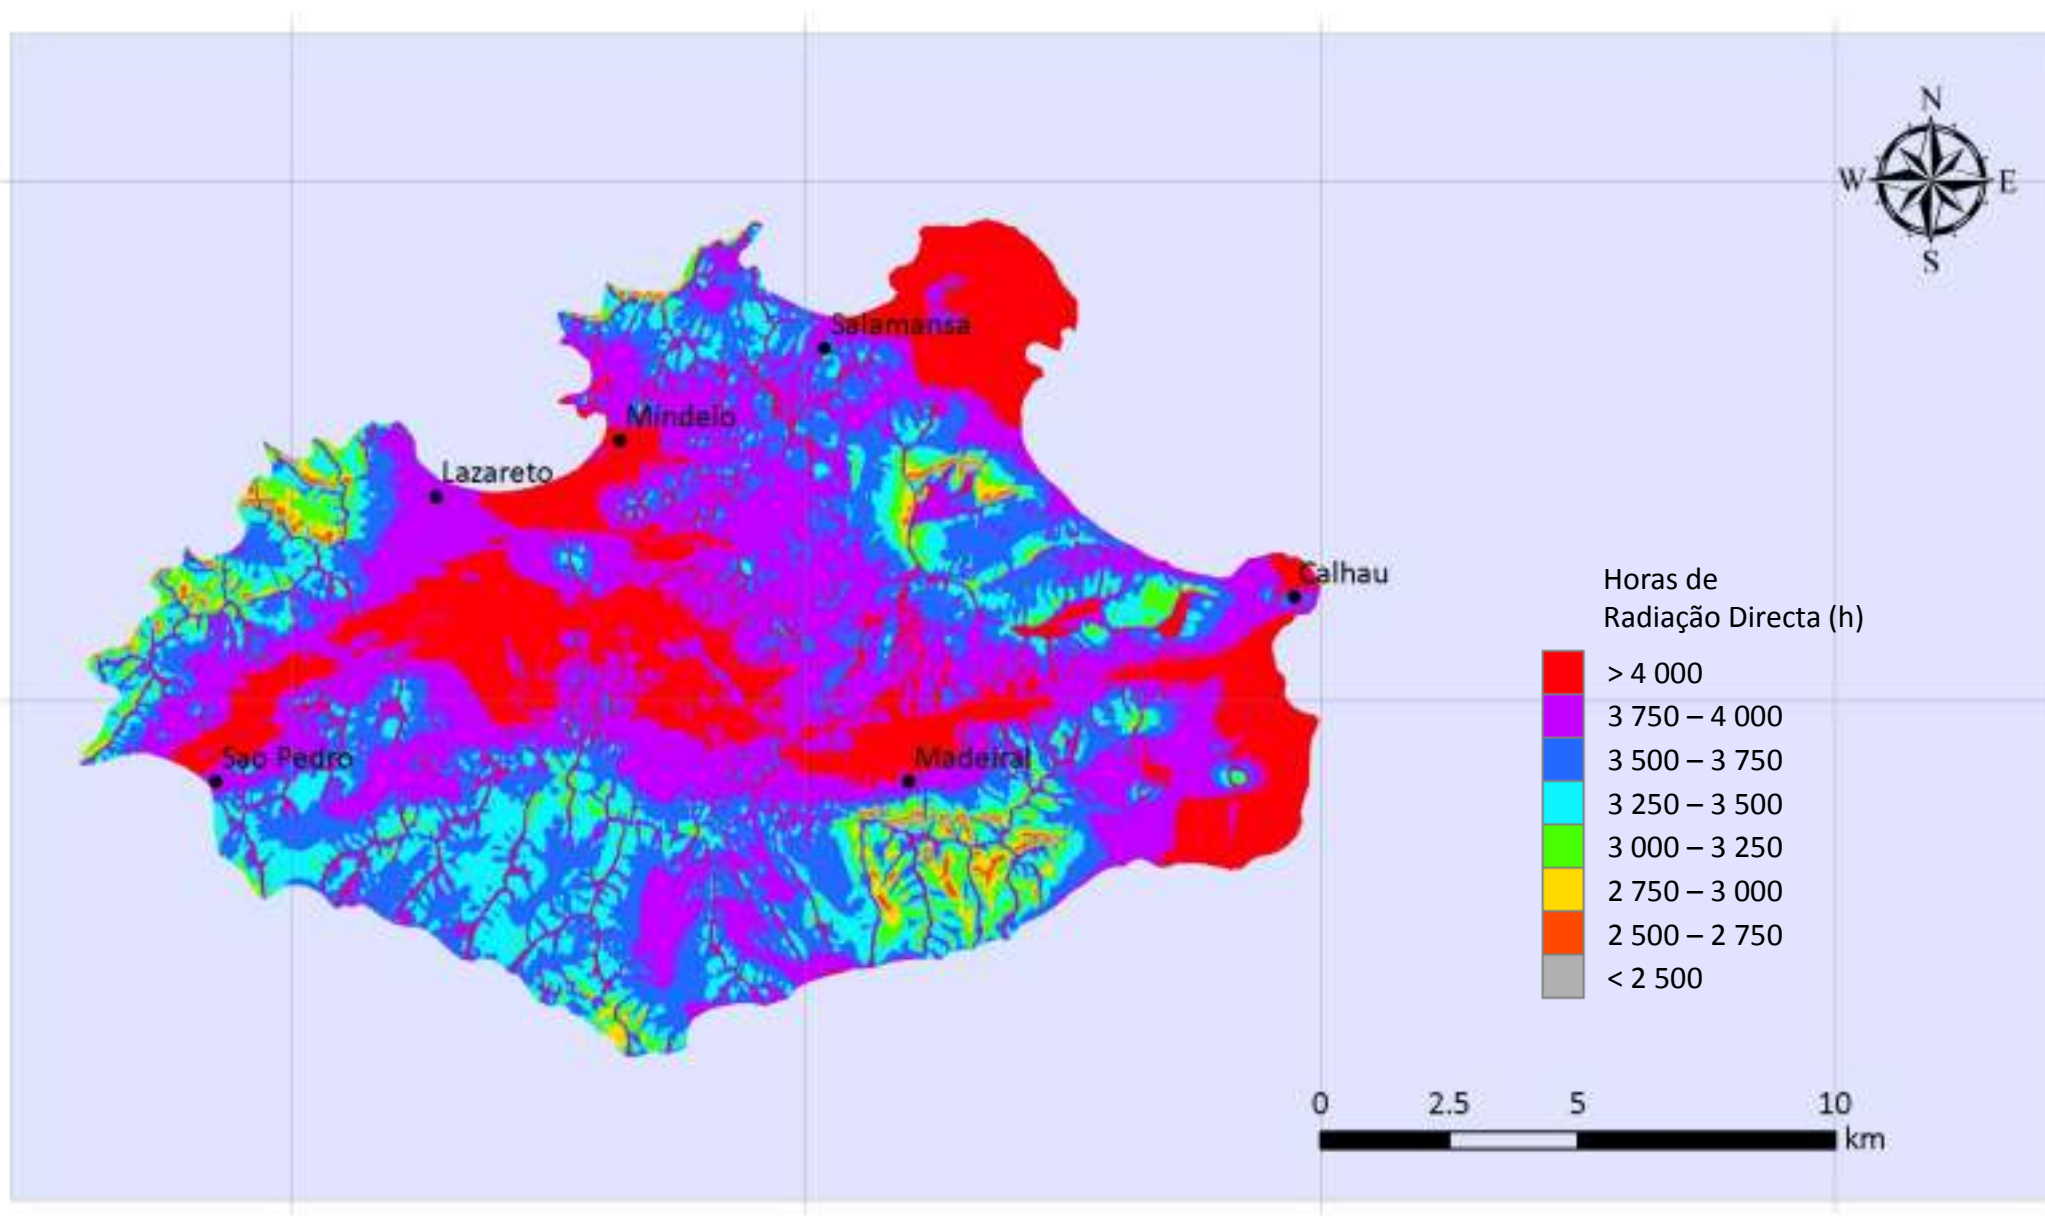 N
W E
S
Salamansa
Mindelo
Lazareto
Calhau
Sao Pedro
Madeiral
Horas de
Radiação Directa (h)
> 4 000
3 750 – 4 000
3 500 – 3 750
3 250 – 3 500
3 000 – 3 250
2 750 – 3 000
2 500 – 2 750
< 2 500
0 2.5 5 10
km